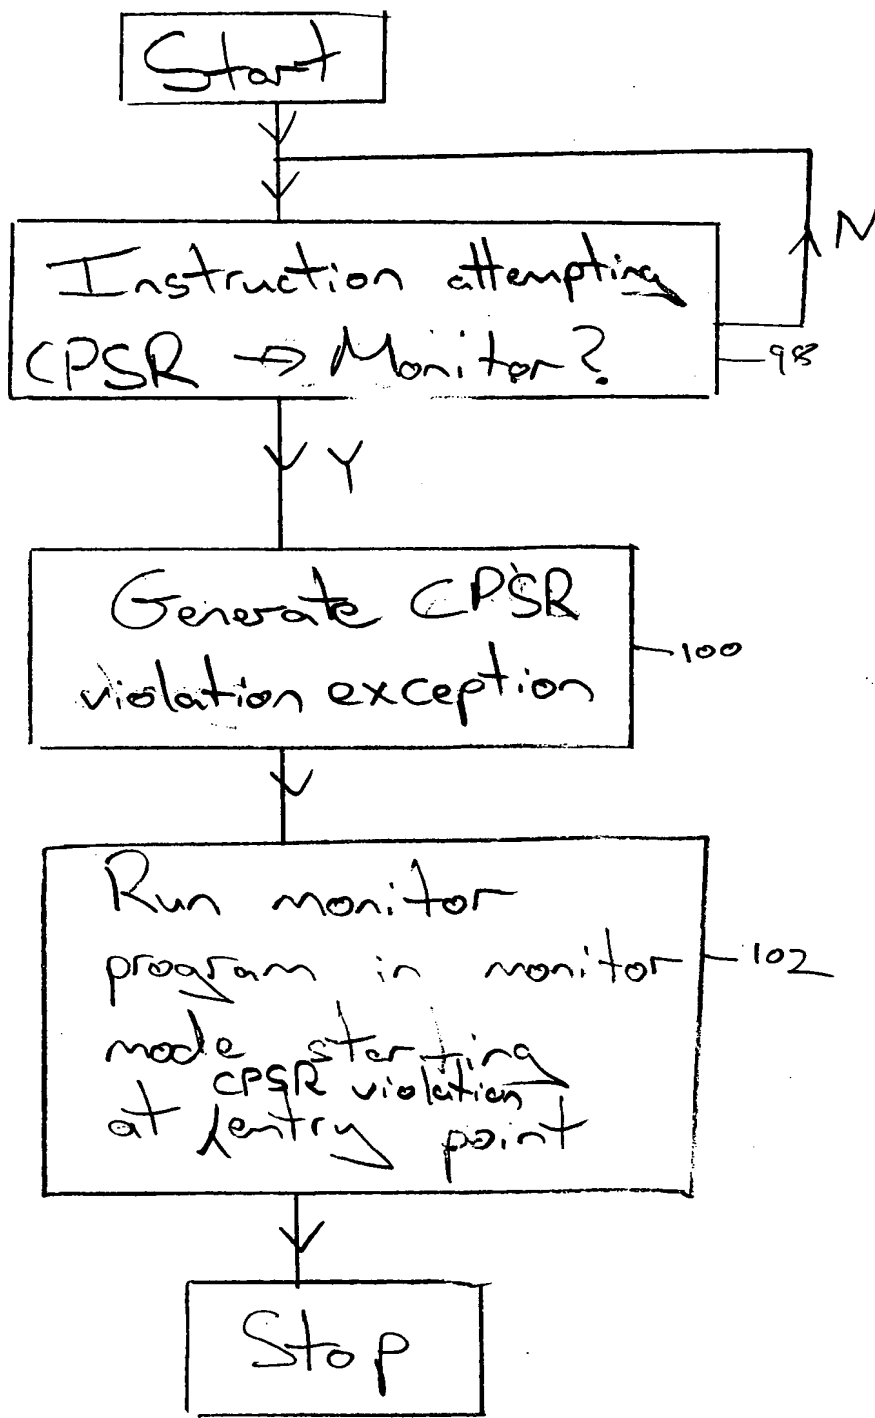 Start
N
Instruction attempting
CPSR → Monitor?
98
Y
Generate CPSR
violation exception
100
Run monitor
program in monitor
102
mode starting
CPSR violation
at entry point
Stop